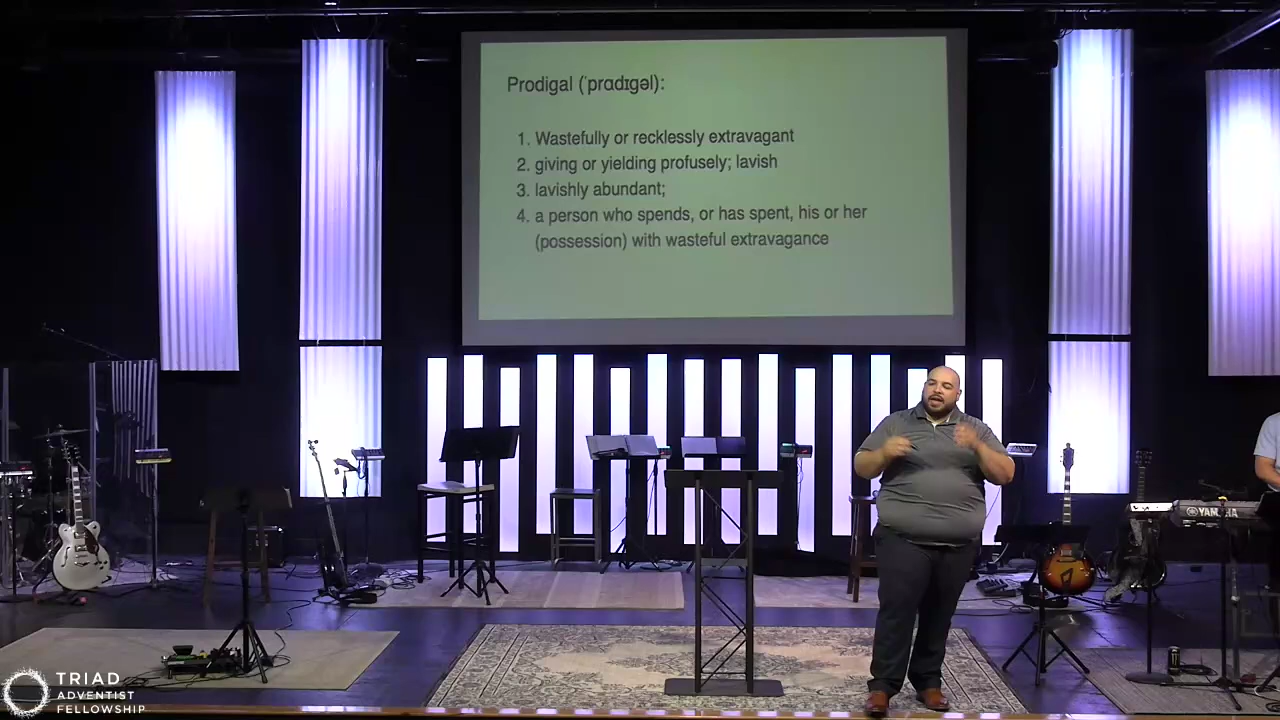 Prodigal (ˈprɑdɪɡəl):
1. Wastefully or recklessly extravagant
2. giving or yielding profusely; lavish
3. lavishly abundant;
4. a person who spends, or has spent, his or her
(possession) with wasteful extravagance
YAMAHA
TRIAD
ADVENTIST
FELLOWSHIP